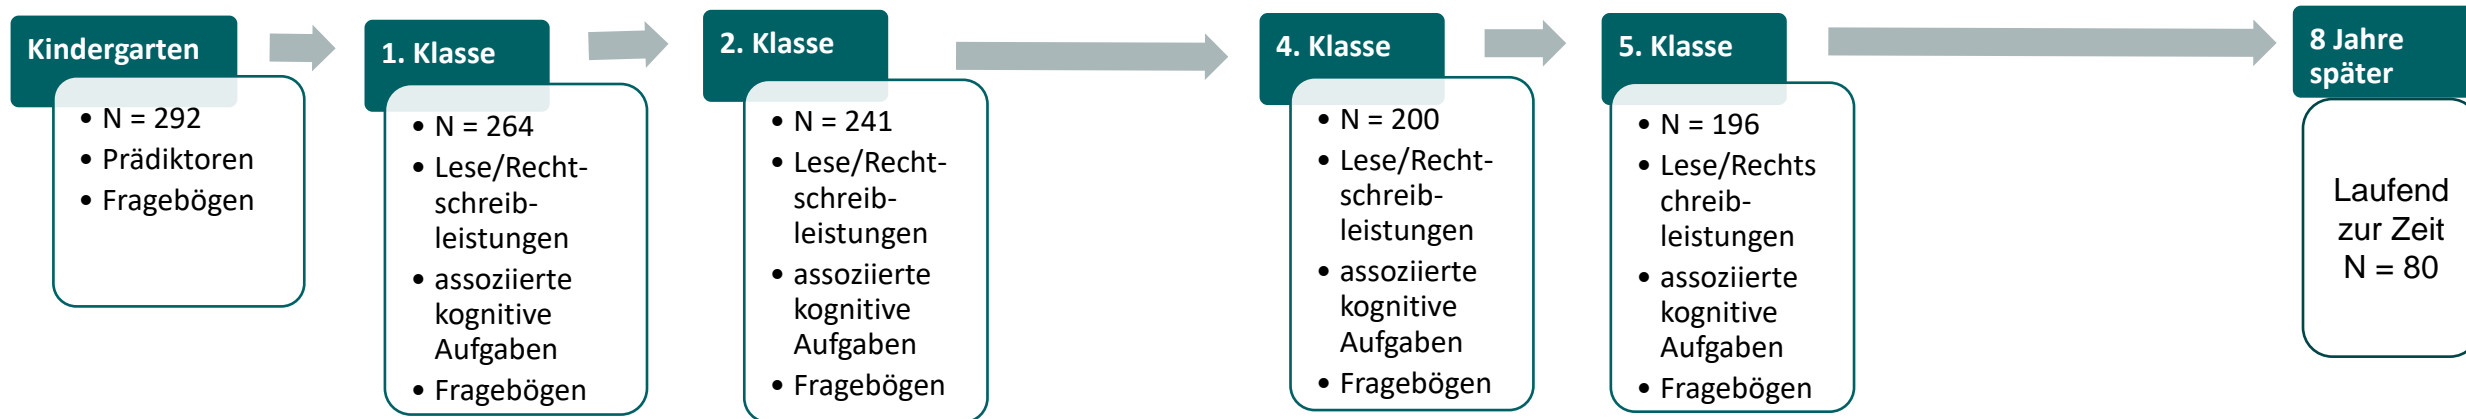 Kindergarten
• N = 292
• Prädiktoren
• Fragebögen
1. Klasse
• N = 264
• Lese/Recht-
schreib-
leistungen
• assoziierte
kognitive
Aufgaben
• Fragebögen
2. Klasse
• N = 241
• Lese/Recht-
schreib-
leistungen
• assoziierte
kognitive
Aufgaben
• Fragebögen
4. Klasse
• N = 200
• Lese/Recht-
schreib-
leistungen
• assoziierte
kognitive
Aufgaben
• Fragebögen
5. Klasse
• N = 196
• Lese/Rechts
chreib-
leistungen
• assoziierte
kognitive
Aufgaben
• Fragebögen
8 Jahre
später
Laufend
zur Zeit
N = 80